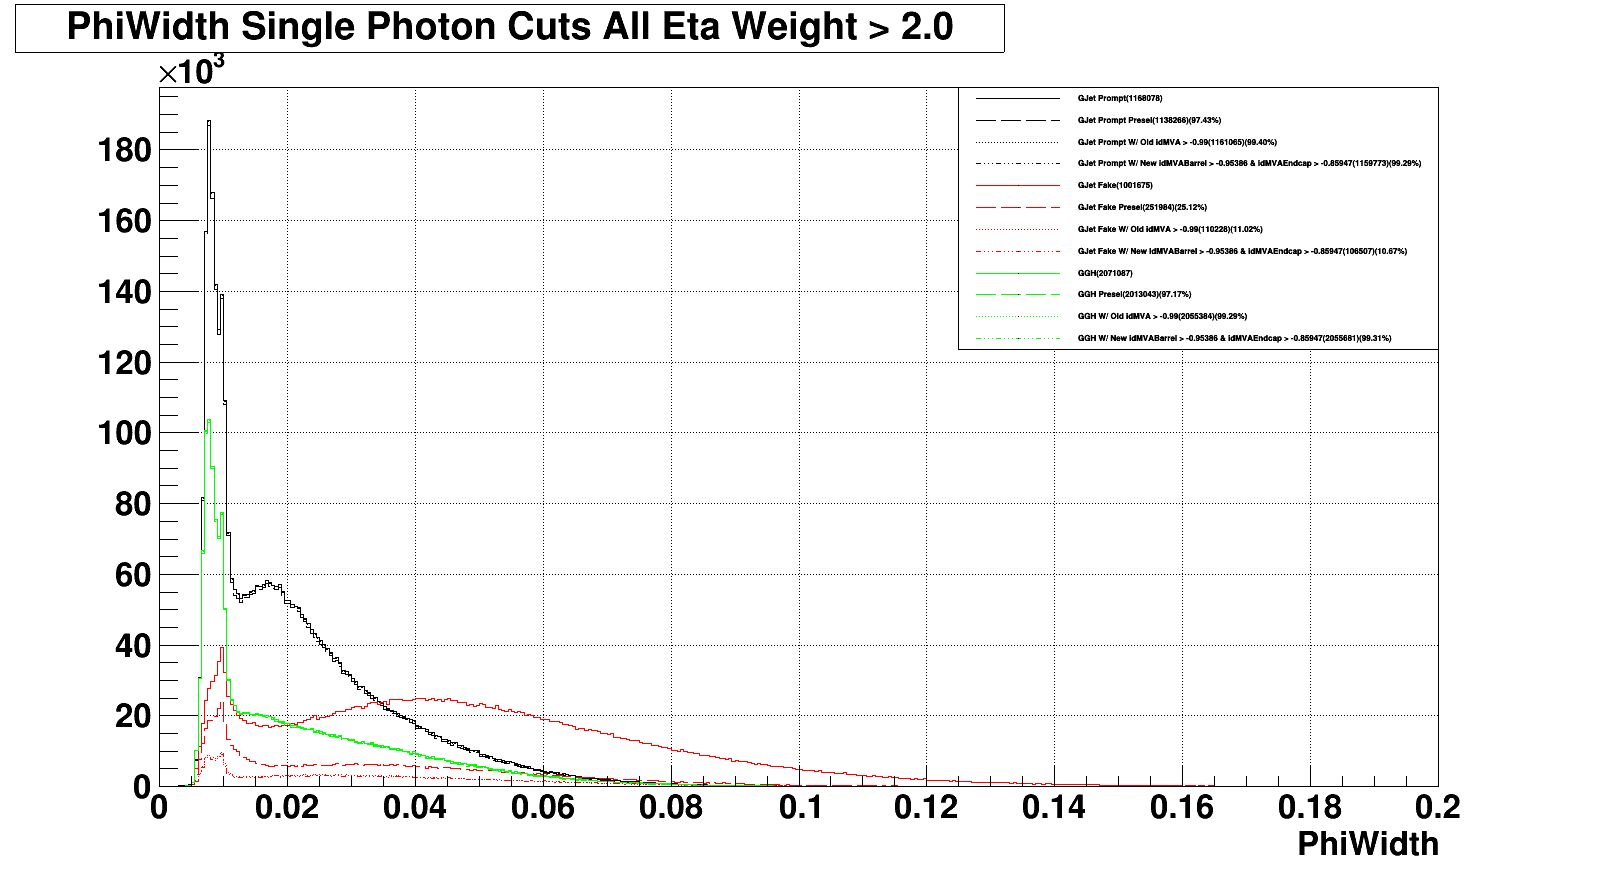 PhiWidth Single Photon Cuts All Eta Weight > 2.0
×10³
GJet Prompt(1168078)
GJet Prompt Presel(1138266)(97.43%)
GJet Prompt W/ Old idMVA > -0.99(1161065)(99.40%)
GJet Prompt W/ New idMVABarrel > -0.95386 & idMVAEndcap > -0.85947(1159773)(99.29%)
GJet Fake(1001675)
GJet Fake Presel(251984)(25.12%)
GJet Fake W/ Old idMVA > -0.99(110228)(11.02%)
GJet Fake W/ New idMVABarrel > -0.95386 & idMVAEndcap > -0.85947(106507)(10.67%)
GGH(2071087)
GGH Presel(2013043)(97.17%)
GGH W/ Old idMVA > -0.99(2055384)(99.29%)
GGH W/ New idMVABarrel > -0.95386 & idMVAEndcap > -0.85947(2055681)(99.31%)
180
160
140
120
100
80
60
40
20
0
0 0.02 0.04 0.06 0.08 0.1 0.12 0.14 0.16 0.18 0.2
PhiWidth